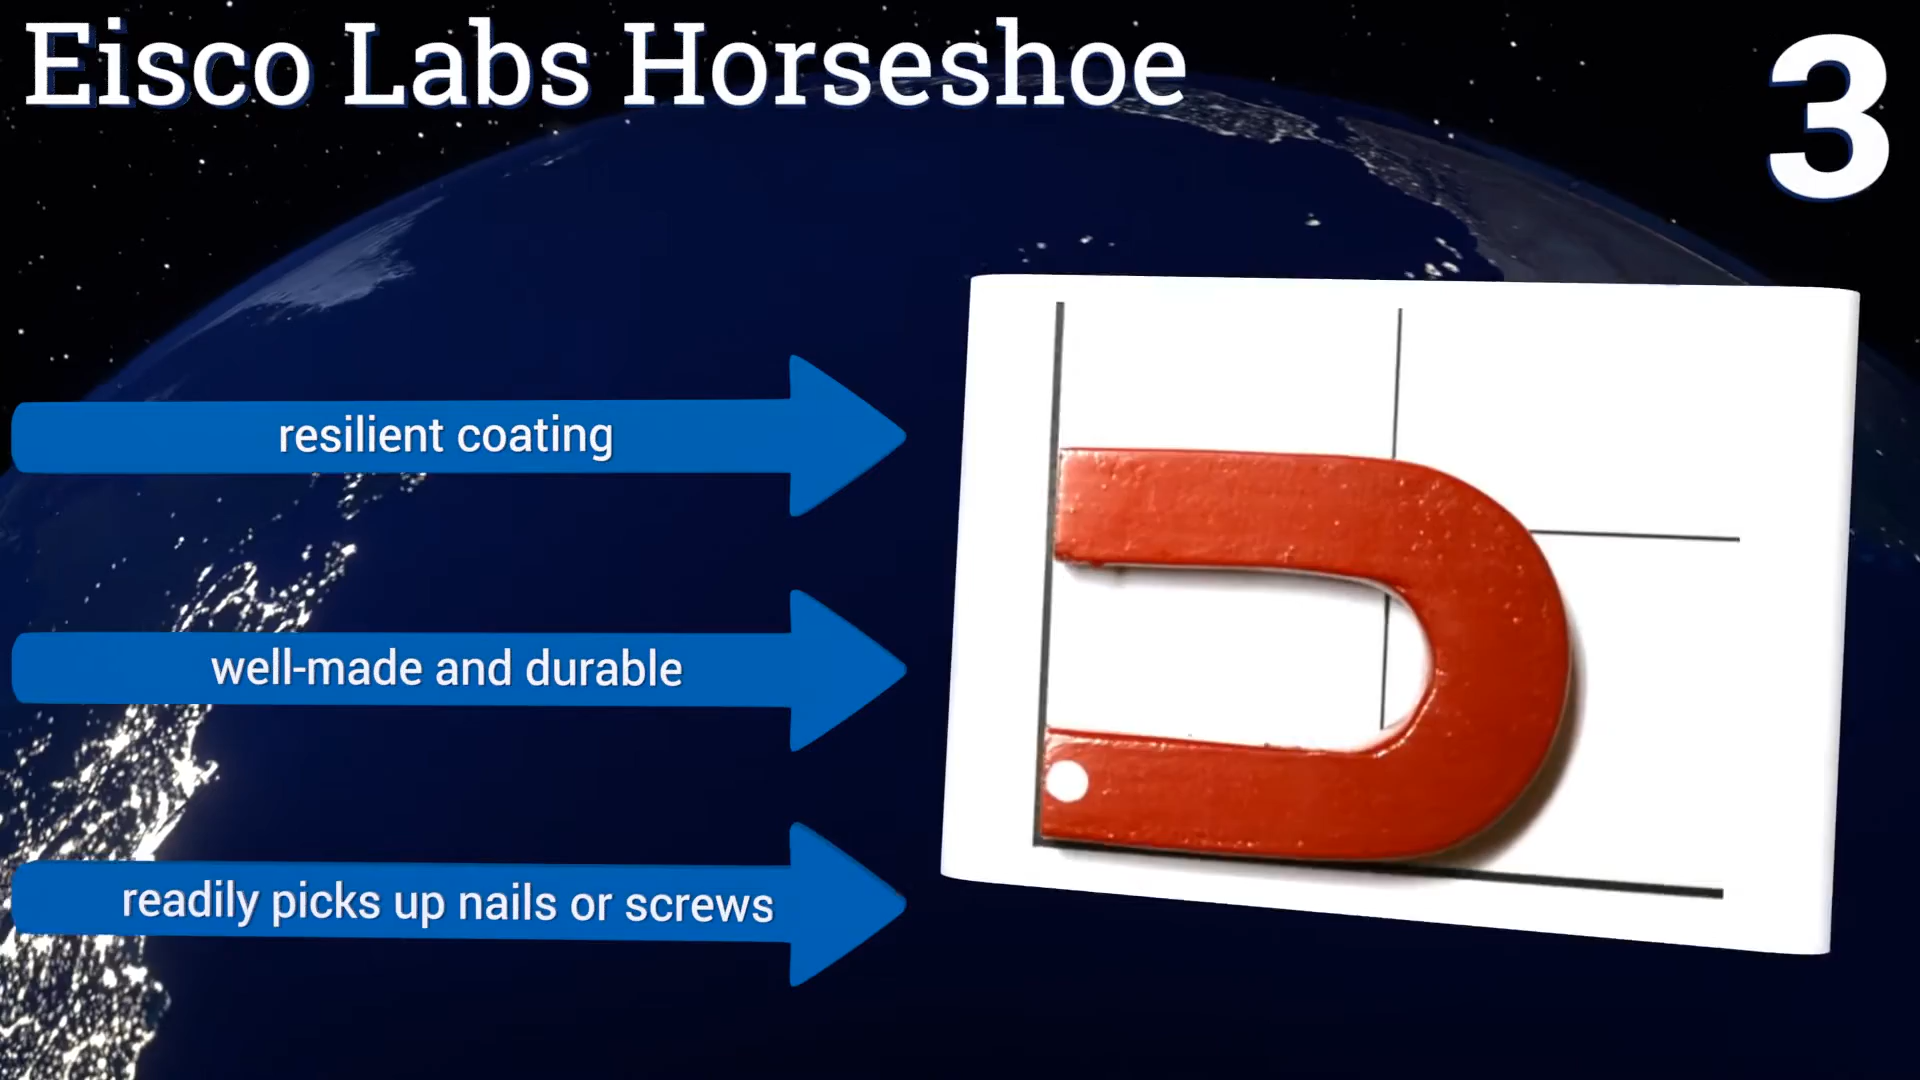 Eisco Labs Horseshoe
3
resilient coating
well-made and durable
readily picks up nails or screws